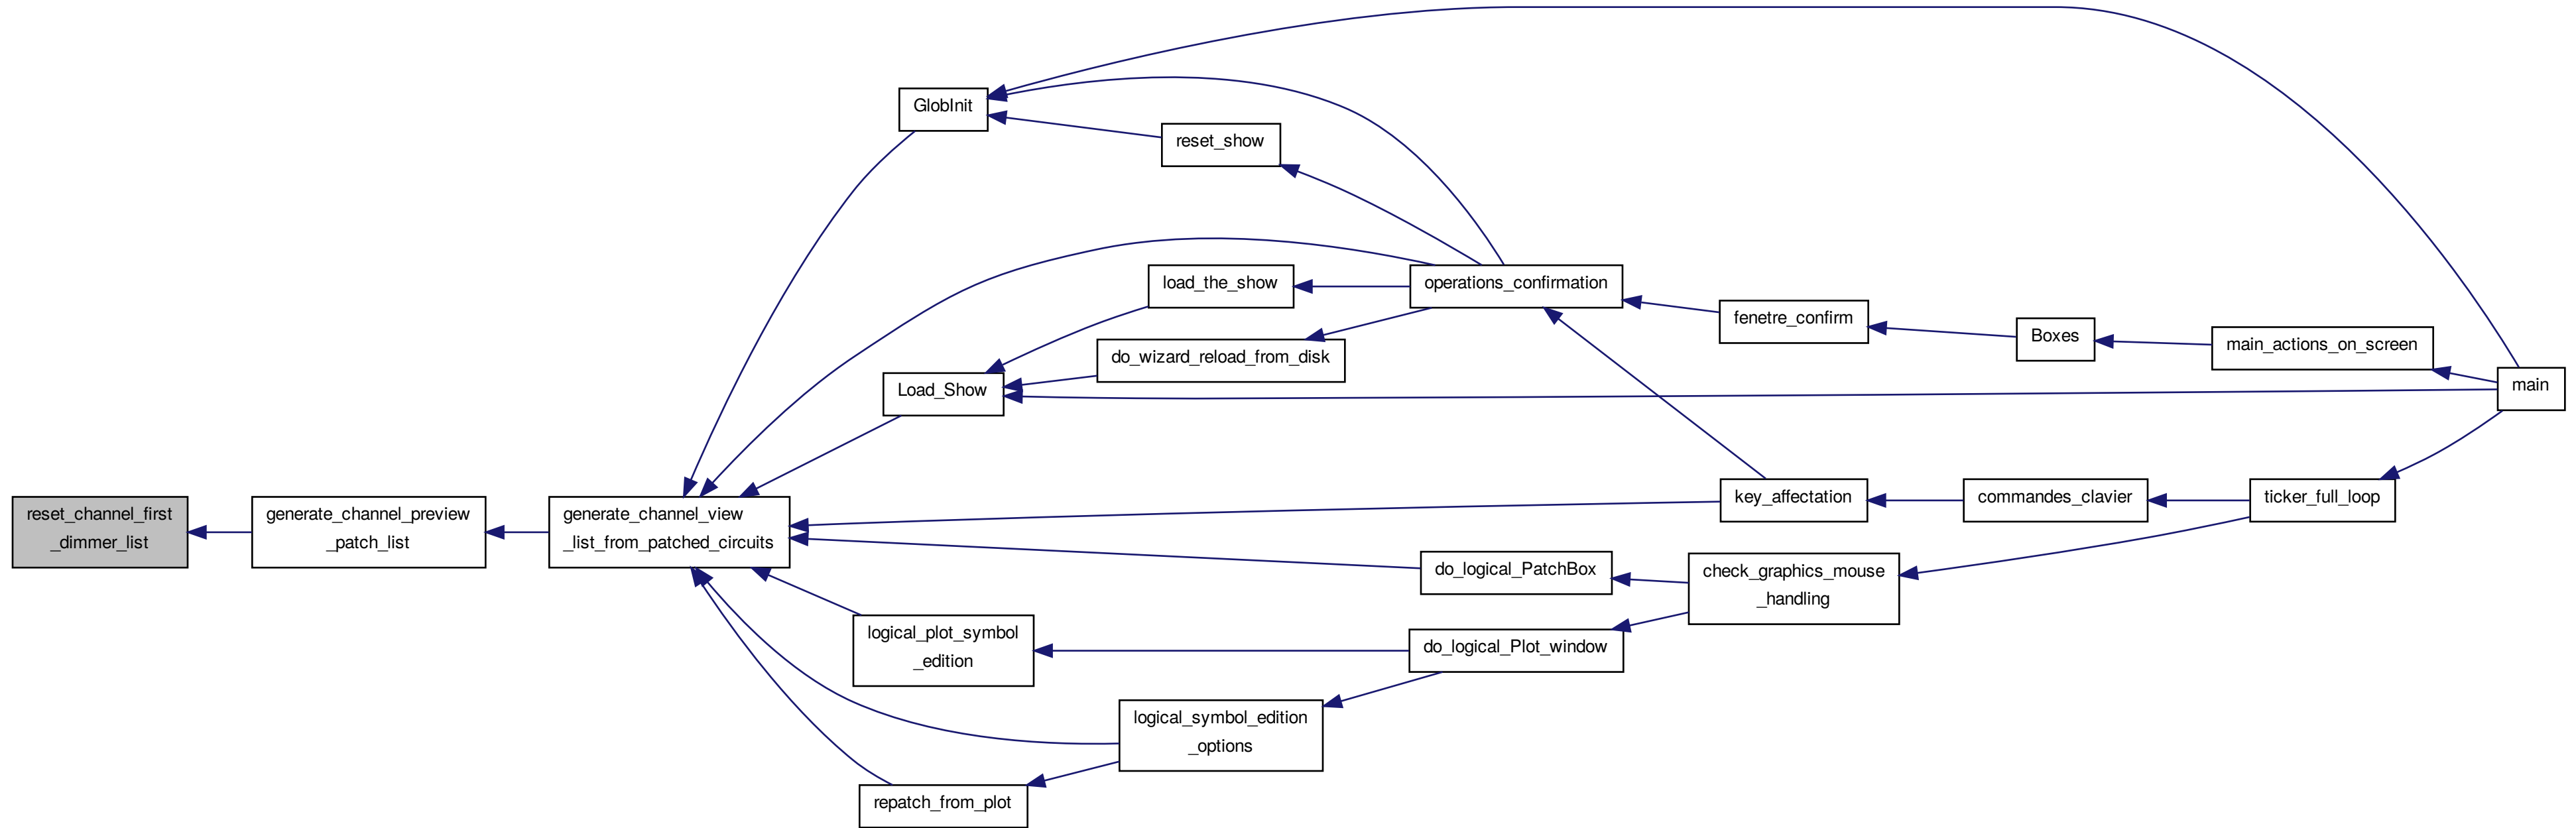 GlobInit
reset_show
load_the_show
operations_confirmation
fenetre_confirm
Boxes
main_actions_on_screen
do_wizard_reload_from_disk
Load_Show
main
reset_channel_first
_dimmer_list
generate_channel_preview
_patch_list
generate_channel_view
_list_from_patched_circuits
key_affectation
commandes_clavier
ticker_full_loop
do_logical_PatchBox
check_graphics_mouse
_handling
logical_plot_symbol
_edition
do_logical_Plot_window
logical_symbol_edition
_options
repatch_from_plot